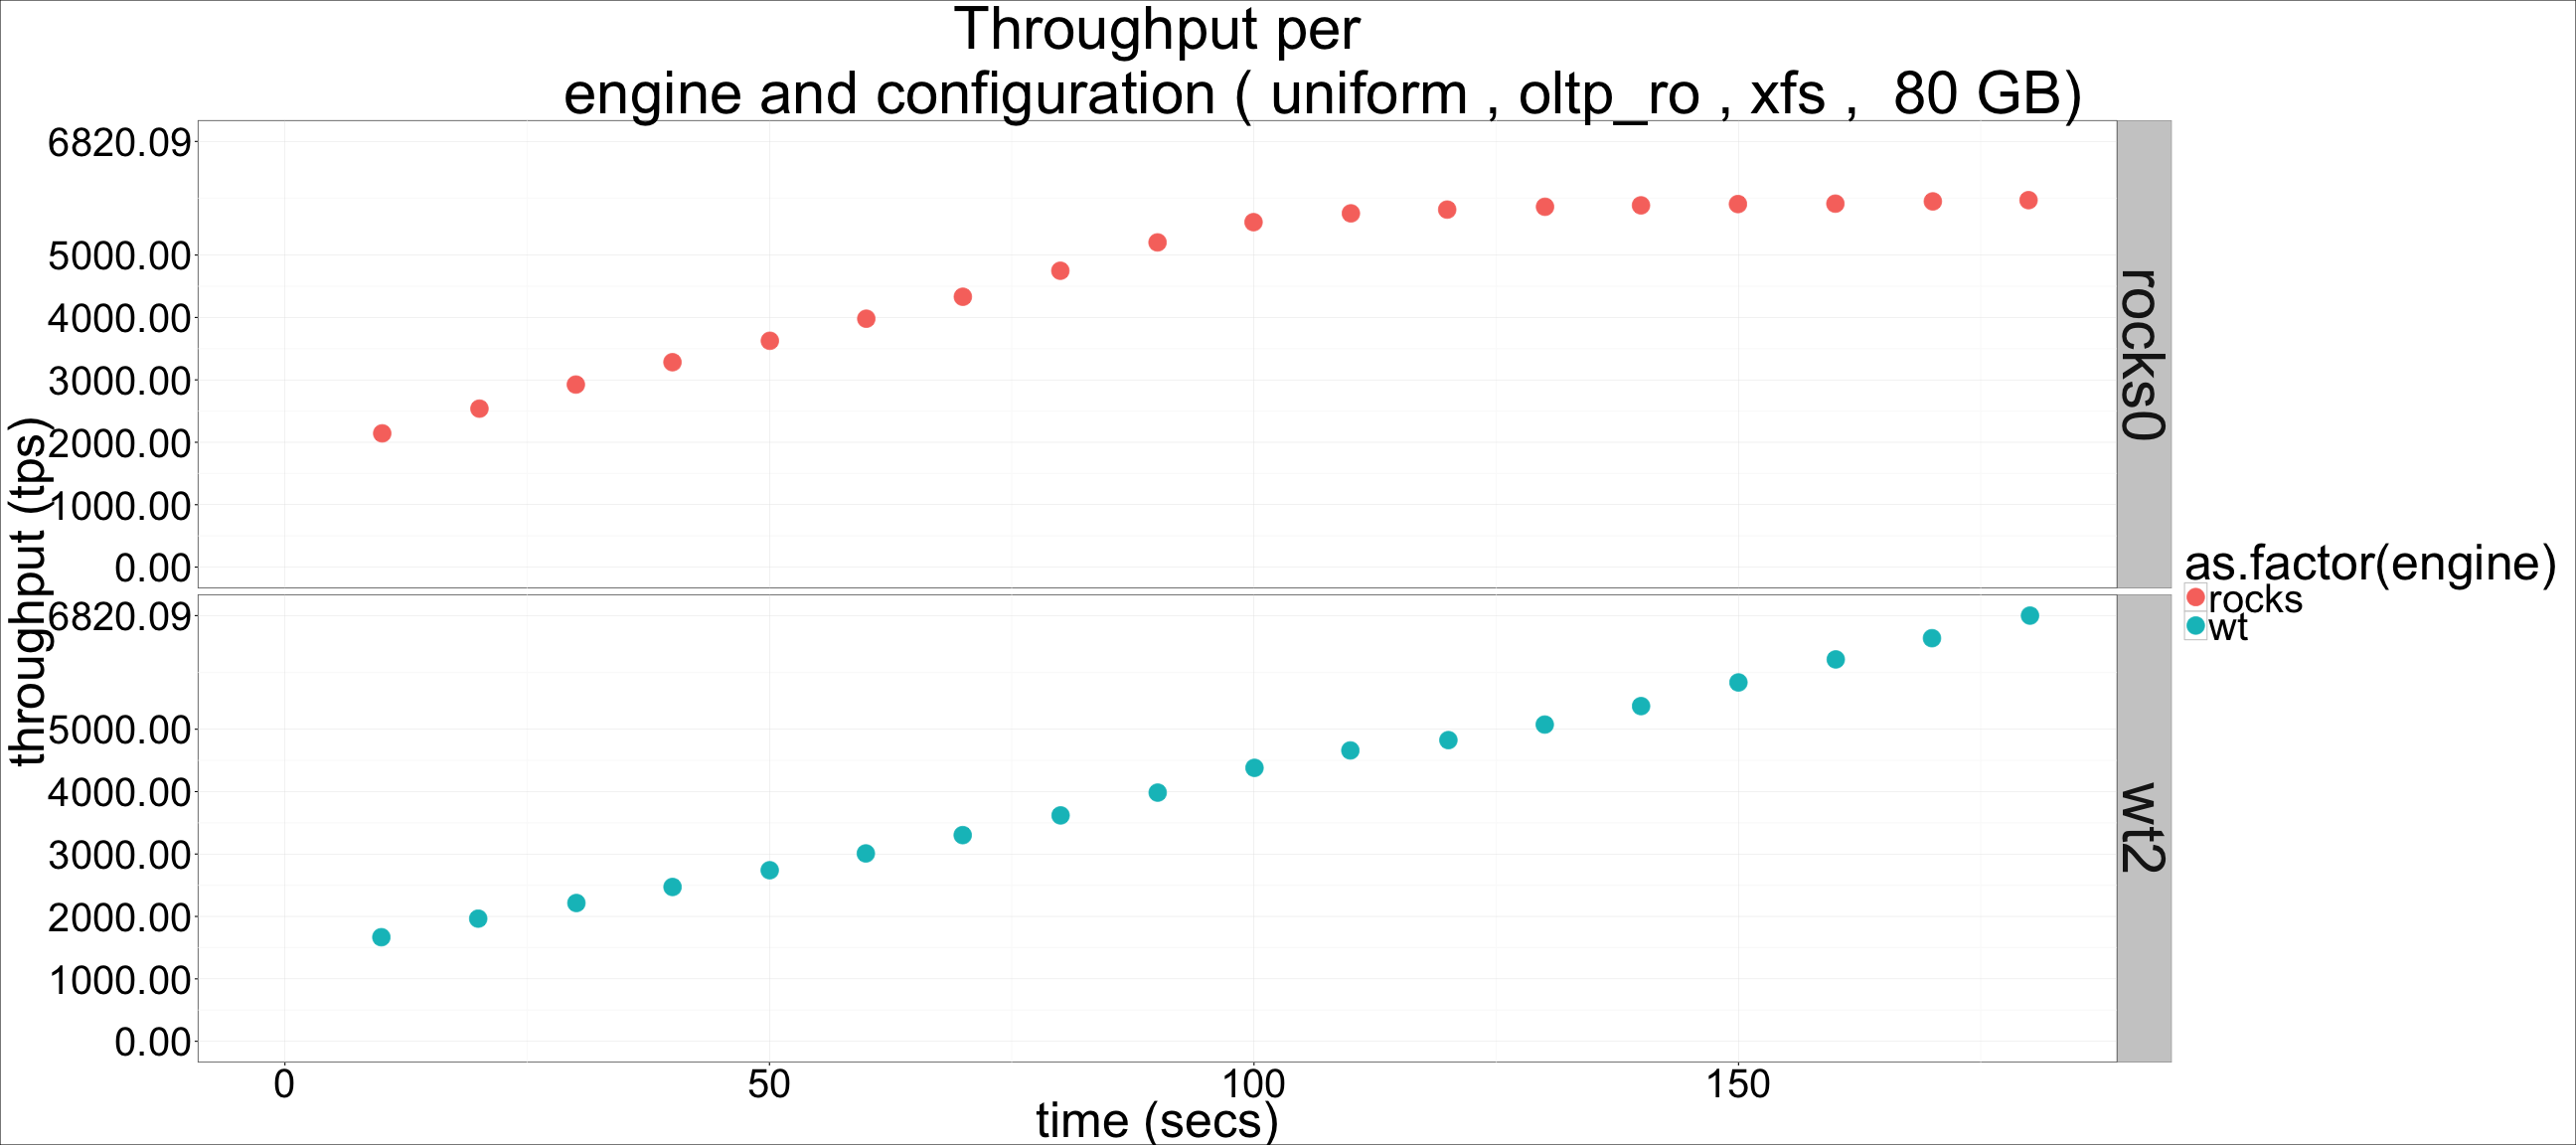 Throughput per
engine and configuration ( uniform , oltp_ro , xfs ,  80 GB)
throughput (tps)
6820.09
5000.00
4000.00
3000.00
2000.00
1000.00
0.00
rocks0
6820.09
5000.00
4000.00
3000.00
2000.00
1000.00
0.00
wt2
0 50 100 150
time (secs)
as.factor(engine)
rocks
wt